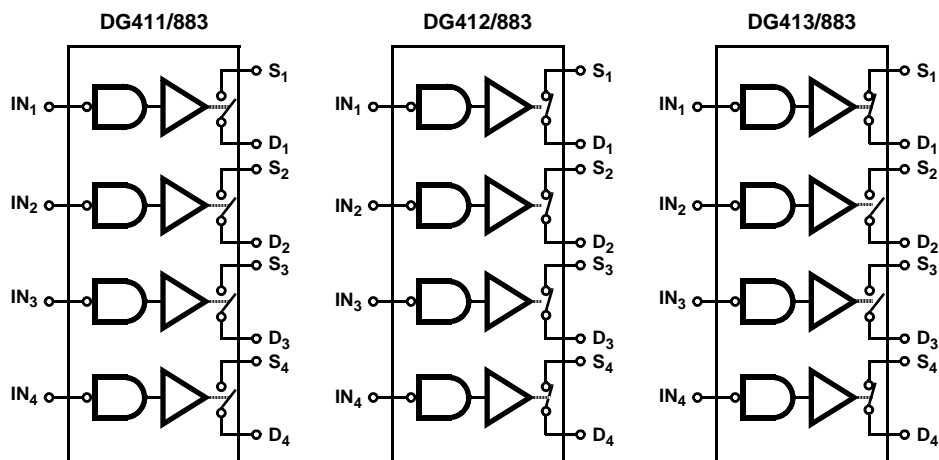 DG411/883
S1
IN1
D1
S2
IN2
D2
S3
IN3
D3
S4
IN4
D4
DG412/883
S1
IN1
D1
S2
IN2
D2
S3
IN3
D3
S4
IN4
D4
DG413/883
S1
IN1
D1
S2
IN2
D2
S3
IN3
D3
S4
IN4
D4